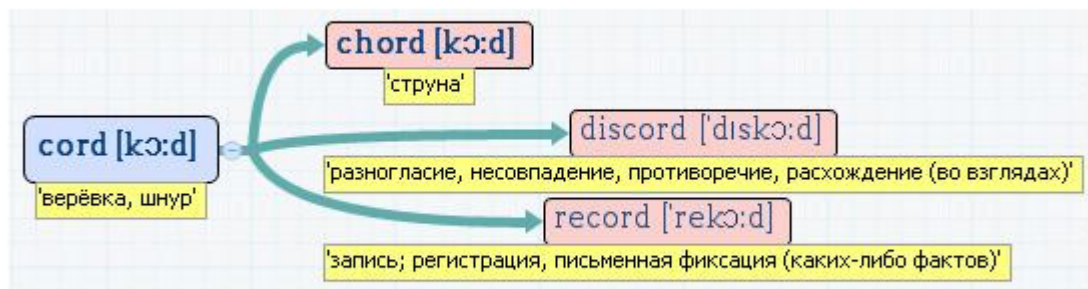 chord [kɔ:d]
'струна'
cord [kɔ:d]
'верёвка, шнур'
discord ['dıskɔ:d]
'разногласие, несовпадение, противоречие, расхождение (во взглядах)'
record ['rekɔ:d]
'запись; регистрация, письменная фиксация (каких-либо фактов)'